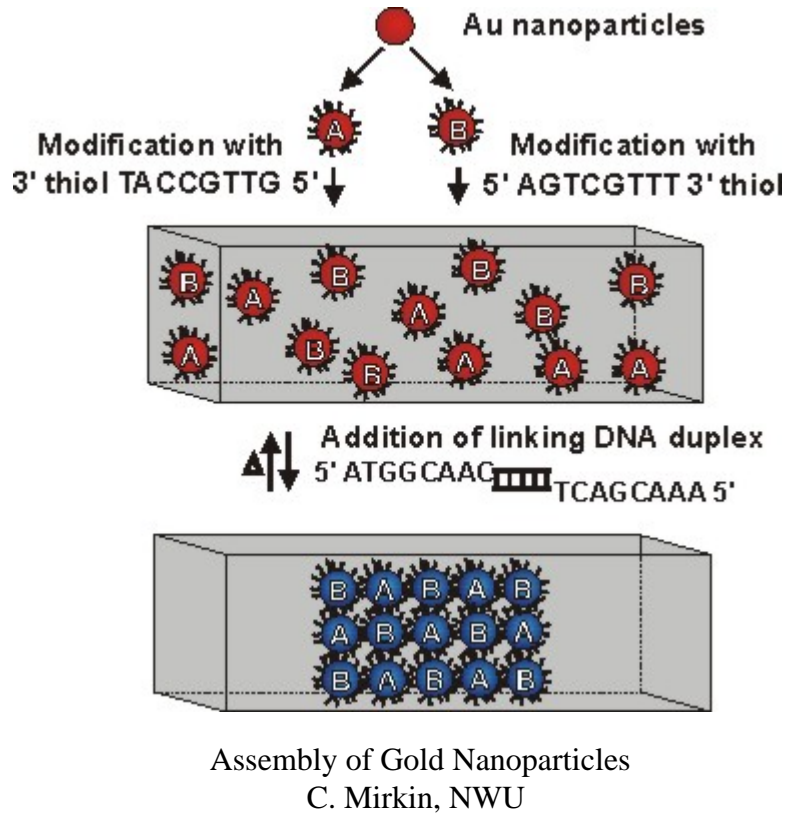 Au nanoparticles
A B
Modification with
3' thiol TACCGTTG 5'
Modification with
5' AGTCGTTT 3' thiol
B A B A B B B
A B B A A A
Δ Addition of linking DNA duplex
5' ATGGCAAC
TCAGCAAA 5'
B A B A B
A B A B A
B A B A B
Assembly of Gold Nanoparticles
C. Mirkin, NWU